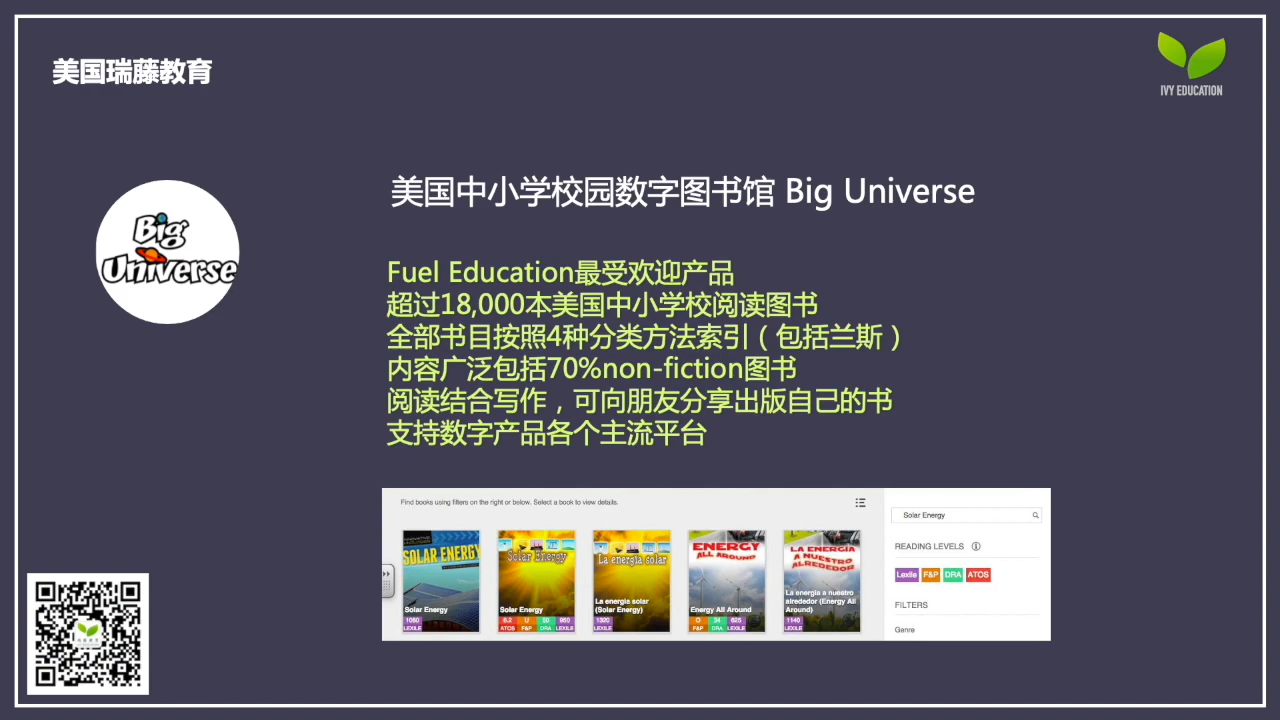 美国瑞藤教育
IVY EDUCATION
Big
Universe
美国中小学校园数字图书馆 Big Universe
Fuel Education最受欢迎产品
超过18,000本美国中小学校阅读图书
全部书目按照4种分类方法索引（包括兰斯）
内容广泛包括70%non-fiction图书
阅读结合写作，可向朋友分享出版自己的书
支持数字产品各个主流平台
Find books using filters on the right or below. Select a book to view details.
Solar Energy
READING LEVELS
Lexile F&P DRA ATOS
FILTERS
Genre
SOLAR ENERGY
Solar Energy
1080
LEXILE
Solar Energy
Solar Energy
6.2 U 50 950
ATOS F&P DRA LEXILE
La energía solar
La energía solar
(Solar Energy)
1320
LEXILE
ENERGY
ALL AROUND
Energy All Around
O 34 625
F&P DRA LEXILE
LA ENERGÍA
A NUESTRO
ALREDEDOR
La energía a nuestro
alrededor (Energy All
Around)
1140
LEXILE